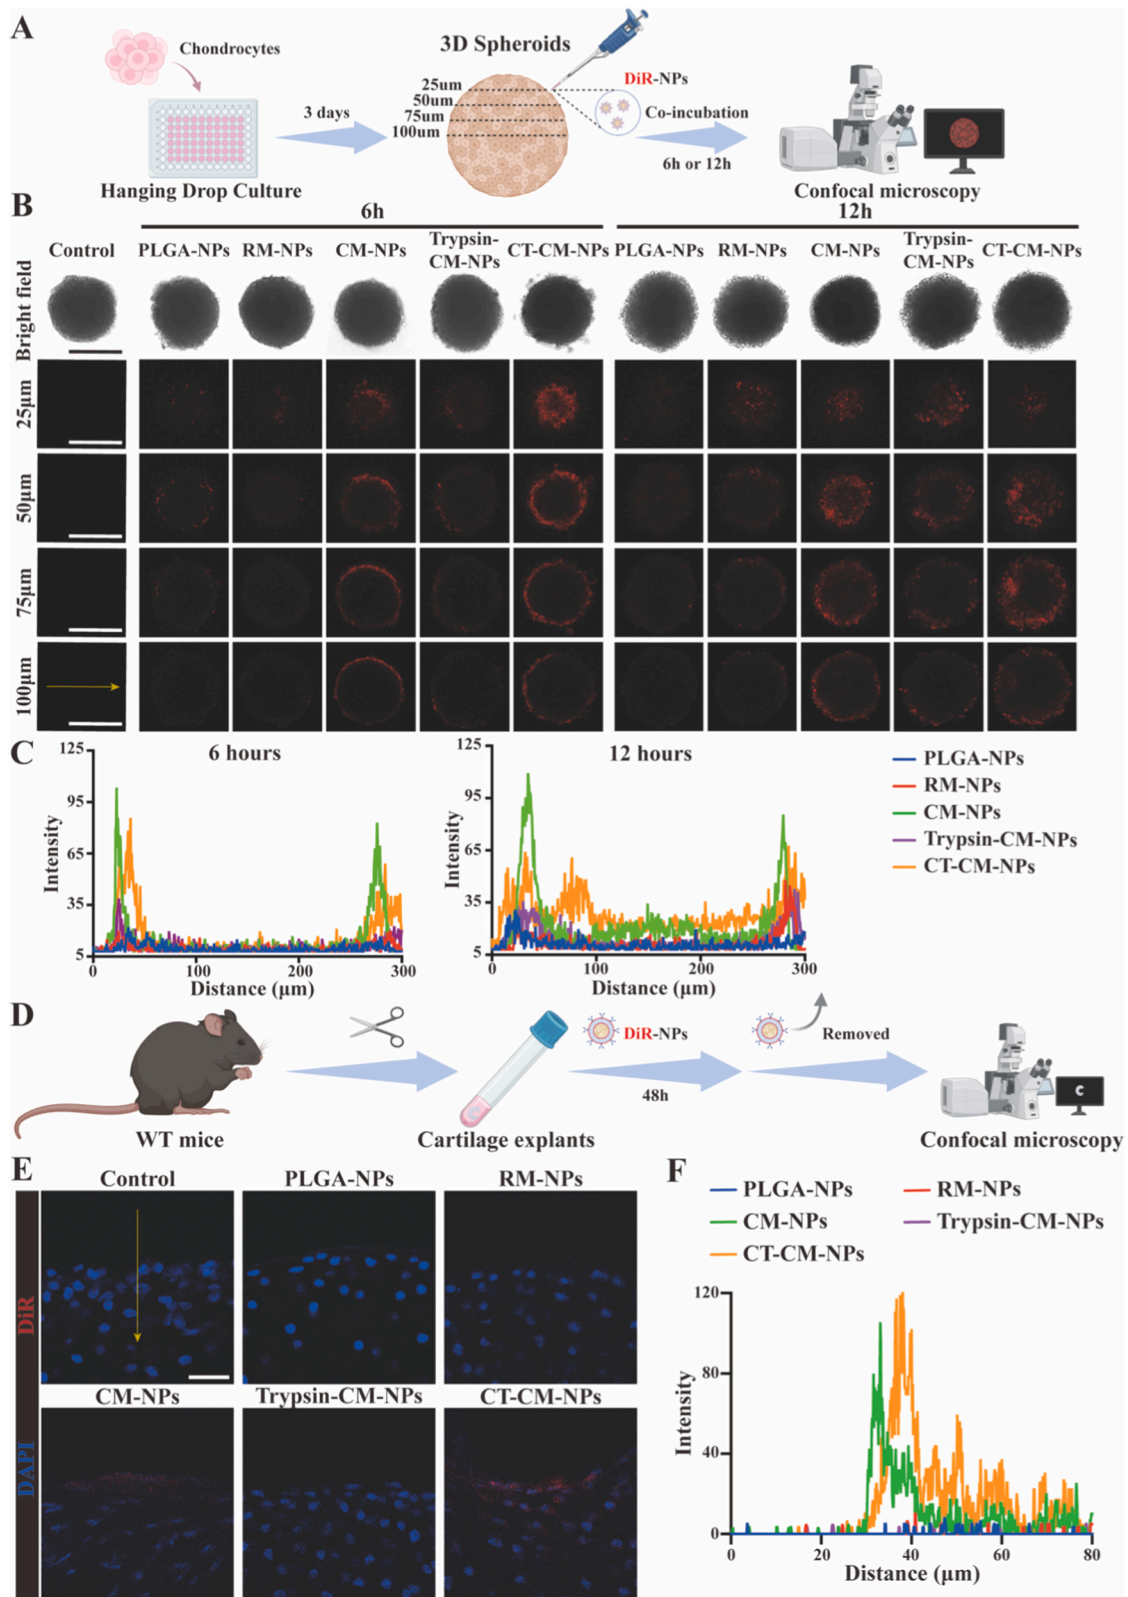 A
Chondrocytes
3D Spheroids
25um
50um
75um
100um
DiR-NPs
3 days
Co-incubation
6h or 12h
Hanging Drop Culture
Confocal microscopy
B
6h
12h
Control
PLGA-NPs
RM-NPs
CM-NPs
Trypsin-
CM-NPs
CT-CM-NPs
PLGA-NPs
RM-NPs
CM-NPs
Trypsin-
CM-NPs
CT-CM-NPs
Bright field
25μm
50μm
75μm
100μm
C
6 hours
125
95
65
35
5
Intensity
0
100
200
300
Distance (μm)
12 hours
125
95
65
35
5
Intensity
0
100
200
300
Distance (μm)
PLGA-NPs
RM-NPs
CM-NPs
Trypsin-CM-NPs
CT-CM-NPs
D
DiR-NPs
Removed
48h
WT mice
Cartilage explants
C
Confocal microscopy
E
Control
PLGA-NPs
RM-NPs
DiR
CM-NPs
Trypsin-CM-NPs
CT-CM-NPs
DAPI
F
PLGA-NPs
RM-NPs
CM-NPs
Trypsin-CM-NPs
CT-CM-NPs
120
80
40
0
Intensity
0
20
40
60
80
Distance (μm)